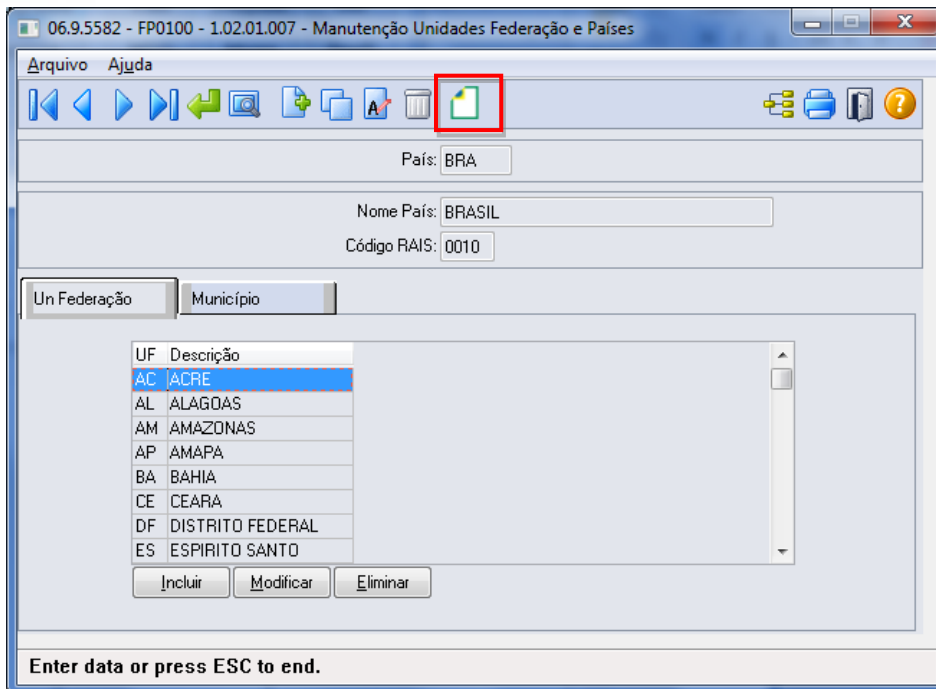 06.9.5582 - FP0100 - 1.02.01.007 - Manutenção Unidades Federação e Países
Arquivo Ajuda
País: BRA
Nome País: BRASIL
Código RAIS: 0010
Un Federação Município
UF Descrição
AC ACRE
AL ALAGOAS
AM AMAZONAS
AP AMAPA
BA BAHIA
CE CEARA
DF DISTRITO FEDERAL
ES ESPIRITO SANTO
Incluir Modificar Eliminar
Enter data or press ESC to end.